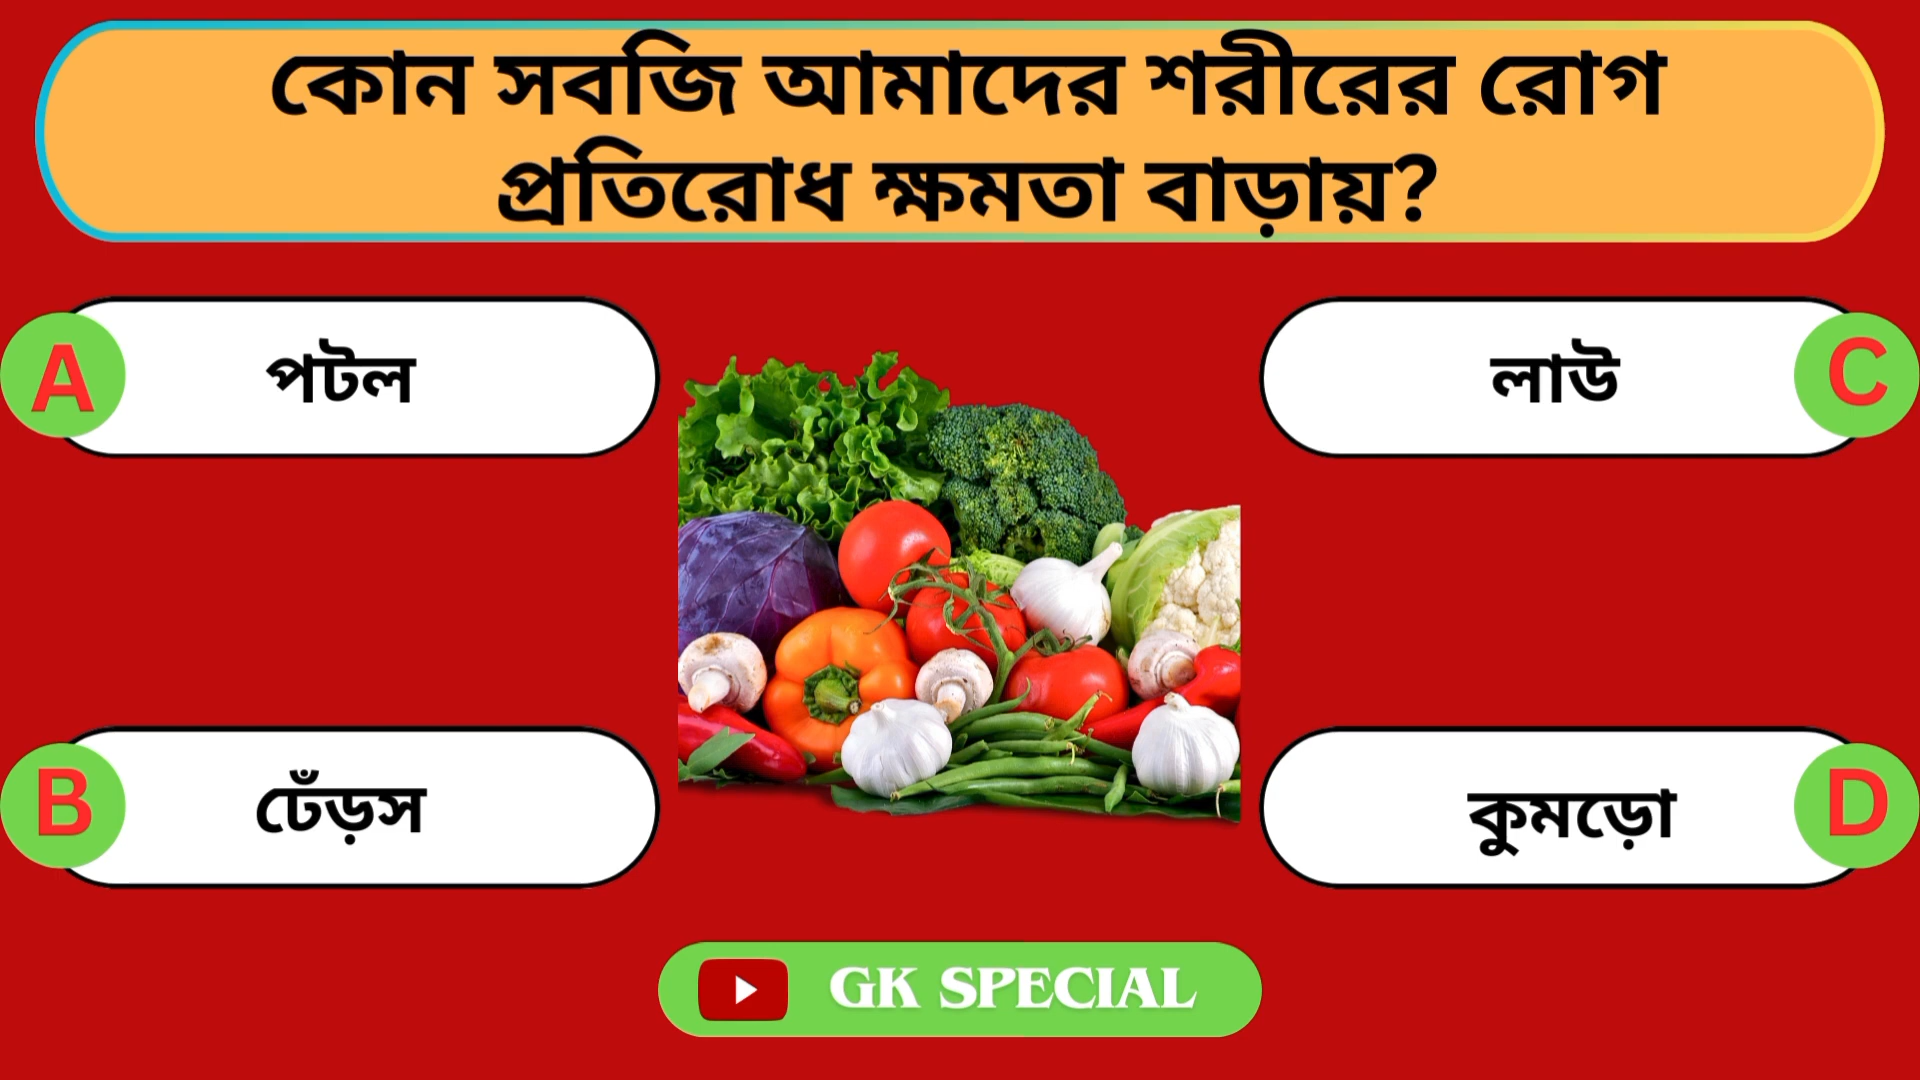 কোন সবজি আমাদের শরীরের রোগ
প্রতিরোধ ক্ষমতা বাড়ায়?
A পটল
লাউ C
B ঢেঁড়স
কুমড়ো D
GK SPECIAL